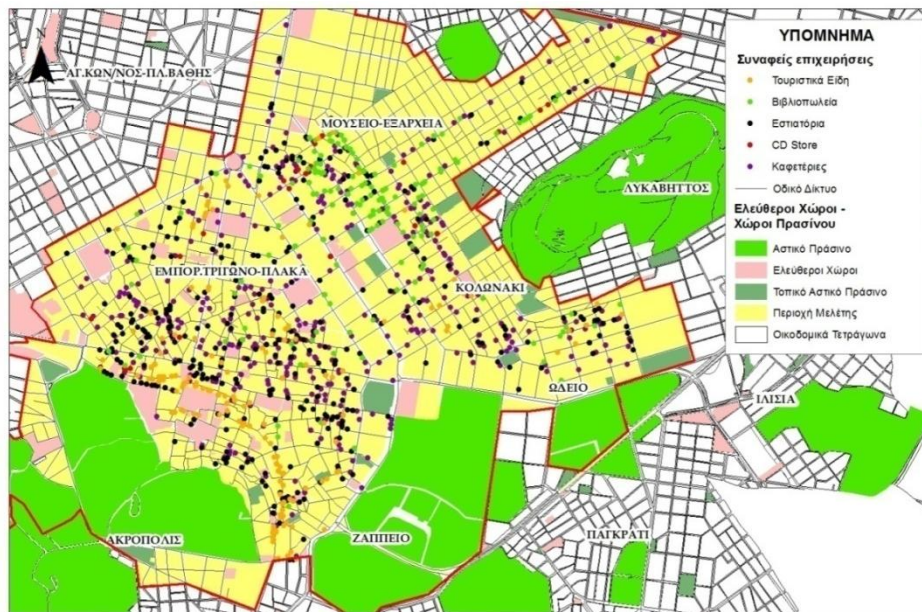 N
ΑΓ.ΚΩΝ/ΝΟΣ-ΠΛ.ΒΑΘΗΣ
ΜΟΥΣΕΙΟ-ΕΞΑΡΧΕΙΑ
ΛΥΚΑΒΗΤΤΟΣ
ΕΜΠΟΡ.ΤΡΙΓΩΝΟ-ΠΛΑΚΑ
ΚΟΛΩΝΑΚΙ
ΩΔΕΙΟ
ΙΛΙΣΙΑ
ΑΚΡΟΠΟΛΙΣ
ΖΑΠΠΕΙΟ
ΠΑΓΚΡΑΤΙ
ΥΠΟΜΝΗΜΑ
Συναφείς επιχειρήσεις
Τουριστικά Είδη
Βιβλιοπωλεία
Εστιατόρια
CD Store
Καφετέριες
Οδικό Δίκτυο
Ελεύθεροι Χώροι -
Χώροι Πρασίνου
Αστικό Πράσινο
Ελεύθεροι Χώροι
Τοπικό Αστικό Πράσινο
Περιοχή Μελέτης
Οικοδομικά Τετράγωνα